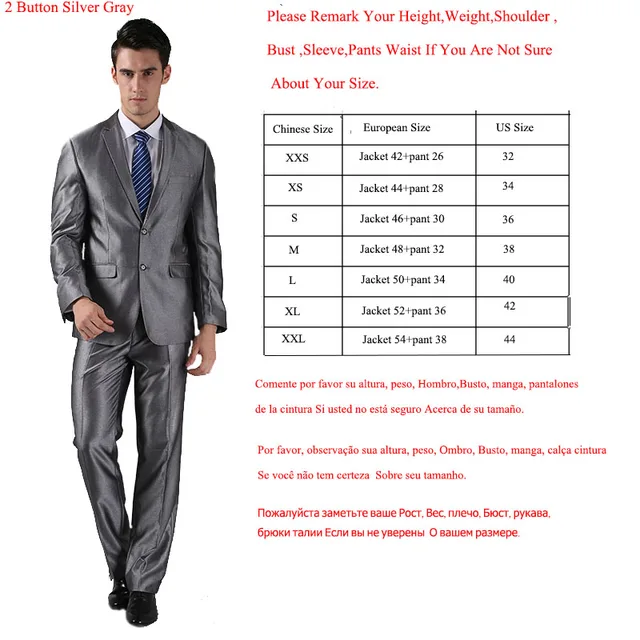 2 Button Silver Gray
Please Remark Your Height,Weight,Shoulder ,
Bust ,Sleeve,Pants Waist If You Are Not Sure
About Your Size.
Chinese Size European Size US Size
XXS Jacket 42+pant 26 32
XS Jacket 44+pant 28 34
S Jacket 46+pant 30 36
M Jacket 48+pant 32 38
L Jacket 50+pant 34 40
XL Jacket 52+pant 36 42
XXL Jacket 54+pant 38 44
Comente por favor su altura, peso, Hombro,Busto, manga, pantalones
de la cintura Si usted no está seguro Acerca de su tamaño.
Por favor, observação sua altura, peso, Ombro, Busto, manga, calça cintura
Se você não tem certeza Sobre seu tamanho.
Пожалуйста заметьте ваше Рост, Вес, плечо, Бюст, рукава,
брюки талии Если вы не уверены О вашем размере.